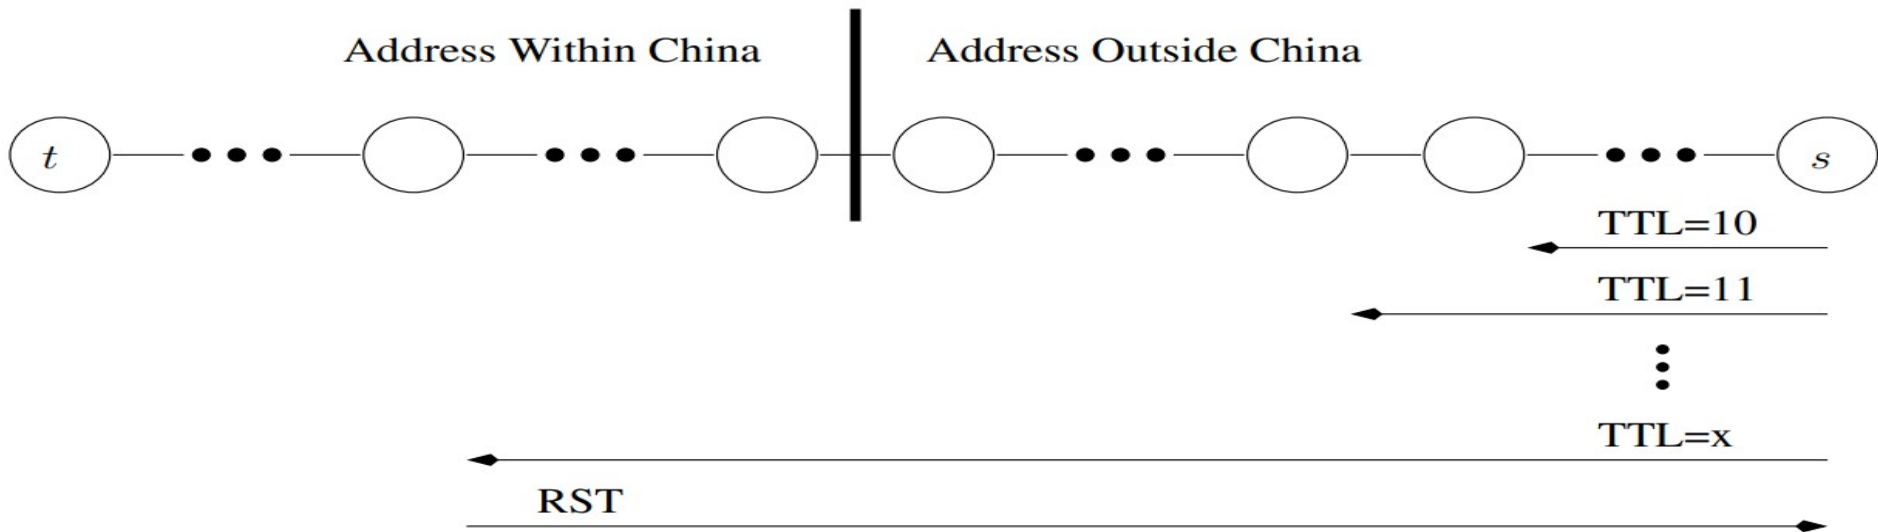 Address Within China
Address Outside China
t
s
TTL=10
TTL=11
TTL=x
RST